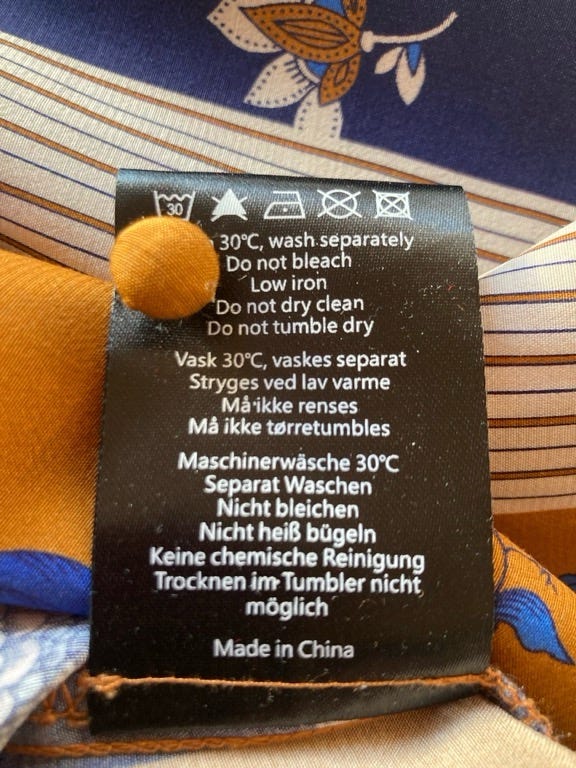 30
30°C, wash separately
Do not bleach
Low iron
Do not dry clean
Do not tumble dry
Vask 30°C, vaskes separat
Stryges ved lav varme
Må ikke renses
Må ikke tørretumbles
Maschinerwäsche 30°C
Separat Waschen
Nicht bleichen
Nicht heiß bügeln
Keine chemische Reinigung
Trocknen im Tumbler nicht
möglich
Made in China